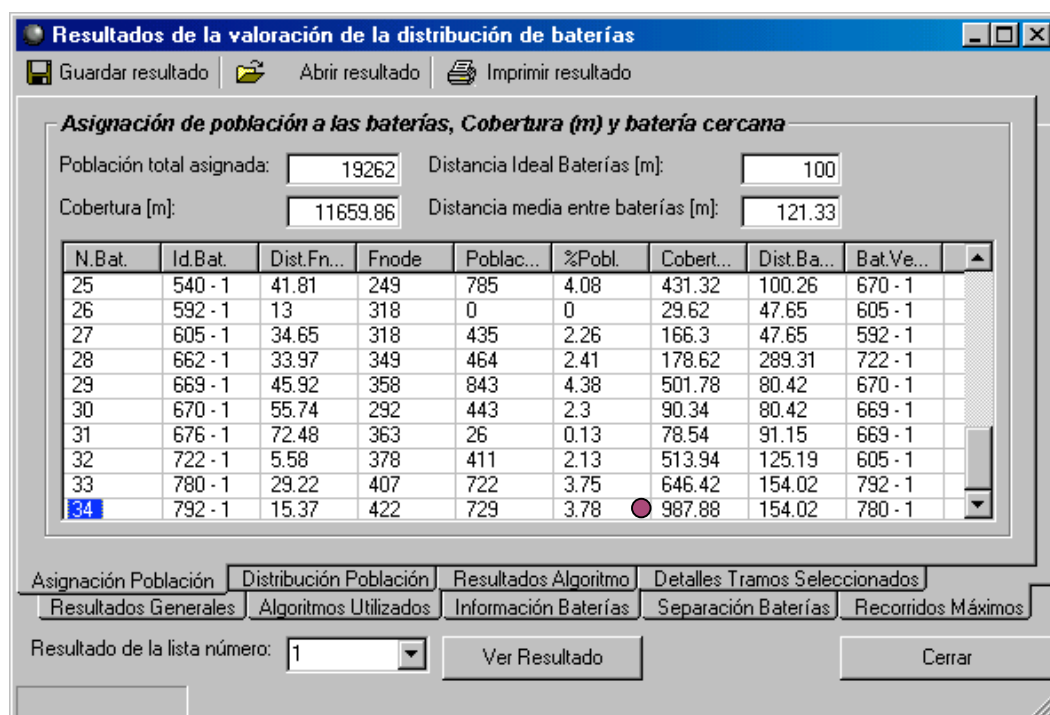 Resultados de la valoración de la distribución de baterías
Guardar resultado Abrir resultado Imprimir resultado
Asignación de población a las baterías, Cobertura (m) y batería cercana
Población total asignada: 19262 Distancia Ideal Baterías [m]: 100
Cobertura [m]: 11659.86 Distancia media entre baterías [m]: 121.33
N.Bat. Id.Bat. Dist.Fn... Fnode Poblac... %Pobl. Cobert... Dist.Ba... Bat.Ve...
25 540 - 1 41.81 249 785 4.08 431.32 100.26 670 - 1
26 592 - 1 13 318 0 0 29.62 47.65 605 - 1
27 605 - 1 34.65 318 435 2.26 166.3 47.65 592 - 1
28 662 - 1 33.97 349 464 2.41 178.62 289.31 722 - 1
29 669 - 1 45.92 358 843 4.38 501.78 80.42 670 - 1
30 670 - 1 55.74 292 443 2.3 90.34 80.42 669 - 1
31 676 - 1 72.48 363 26 0.13 78.54 91.15 669 - 1
32 722 - 1 5.58 378 411 2.13 513.94 125.19 605 - 1
33 780 - 1 29.22 407 722 3.75 646.42 154.02 792 - 1
34 792 - 1 15.37 422 729 3.78 987.88 154.02 780 - 1
Asignación Población Distribución Población Resultados Algoritmo Detalles Tramos Seleccionados
Resultados Generales Algoritmos Utilizados Información Baterías Separación Baterías Recorridos Máximos
Resultado de la lista número: 1 Ver Resultado Cerrar